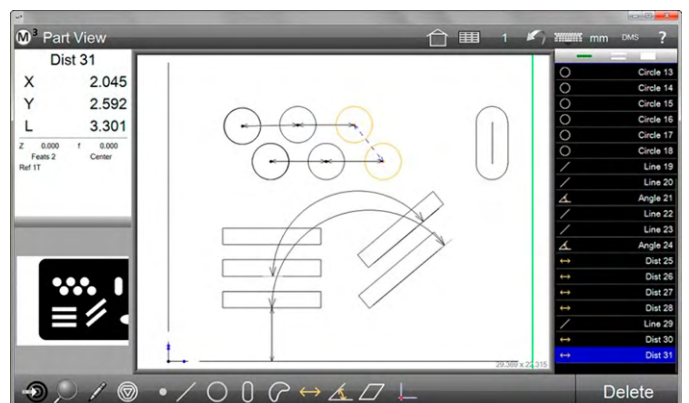 M³ Part View
1
mm
DMS
?
Dist 31
X 2.045
Y 2.592
L 3.301
Z 0.000 f 0.000
Feats 2 Center
Ref 1T
29.369 x 22.315
Circle 13
Circle 14
Circle 15
Circle 16
Circle 17
Circle 18
Line 19
Line 20
Angle 21
Line 22
Line 23
Angle 24
Dist 25
Dist 26
Dist 27
Dist 28
Line 29
Dist 30
Dist 31
Delete